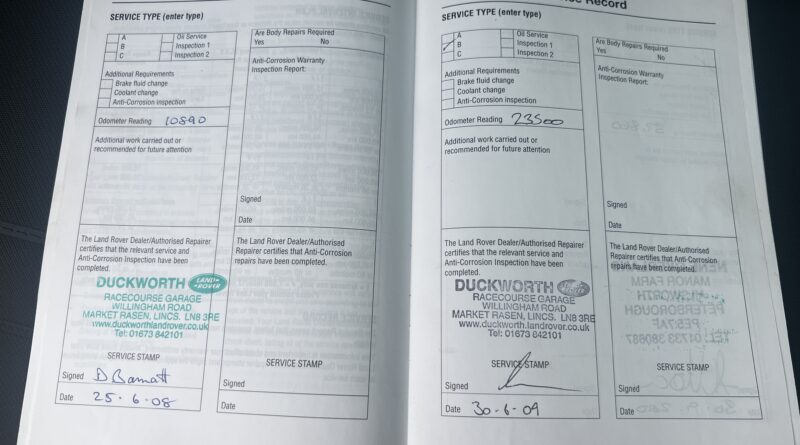 SERVICE TYPE (enter type)
A
B
C
Oil Service
Inspection 1
Inspection 2
Additional Requirements
Brake fluid change
Coolant change
Anti-Corrosion inspection
Odometer Reading 10890
Additional work carried out or
recommended for future attention
The Land Rover Dealer/Authorised Repairer
certifies that the relevant service and
Anti-Corrosion Inspection have been
completed.
DUCKWORTH LAND ROVER
RACECOURSE GARAGE
WILLINGHAM ROAD
MARKET RASEN, LINCS. LN8 3RE
www.duckworthlandrover.co.uk
Tel: 01673 842101
SERVICE STAMP
Signed D Barnatt
Date 25.6.08
Are Body Repairs Required
Yes No
Anti-Corrosion Warranty
Inspection Report:
Signed
Date
The Land Rover Dealer/Authorised
Repairer certifies that Anti-Corrosion
repairs have been completed.
SERVICE STAMP
Signed
Date
Record
SERVICE TYPE (enter type)
A
B
C
Oil Service
Inspection 1
Inspection 2
Additional Requirements
Brake fluid change
Coolant change
Anti-Corrosion inspection
Odometer Reading 23500
Additional work carried out or
recommended for future attention
The Land Rover Dealer/Authorised Repairer
certifies that the relevant service and
Anti-Corrosion Inspection have been
completed.
DUCKWORTH
RACECOURSE GARAGE
WILLINGHAM ROAD
MARKET RASEN, LINCS. LN8 3RE
www.duckworthlandrover.co.uk
Tel: 01673 842101
SERVICE STAMP
Signed
Date 30-6-09
Are Body Repairs Required
Yes No
Anti-Corrosion Warranty
Inspection Report:
Signed
Date
The Land Rover Dealer/Authorised
Repairer certifies that Anti-Corrosion
repairs have been completed.
SERVICE STAMP
Signed
Date